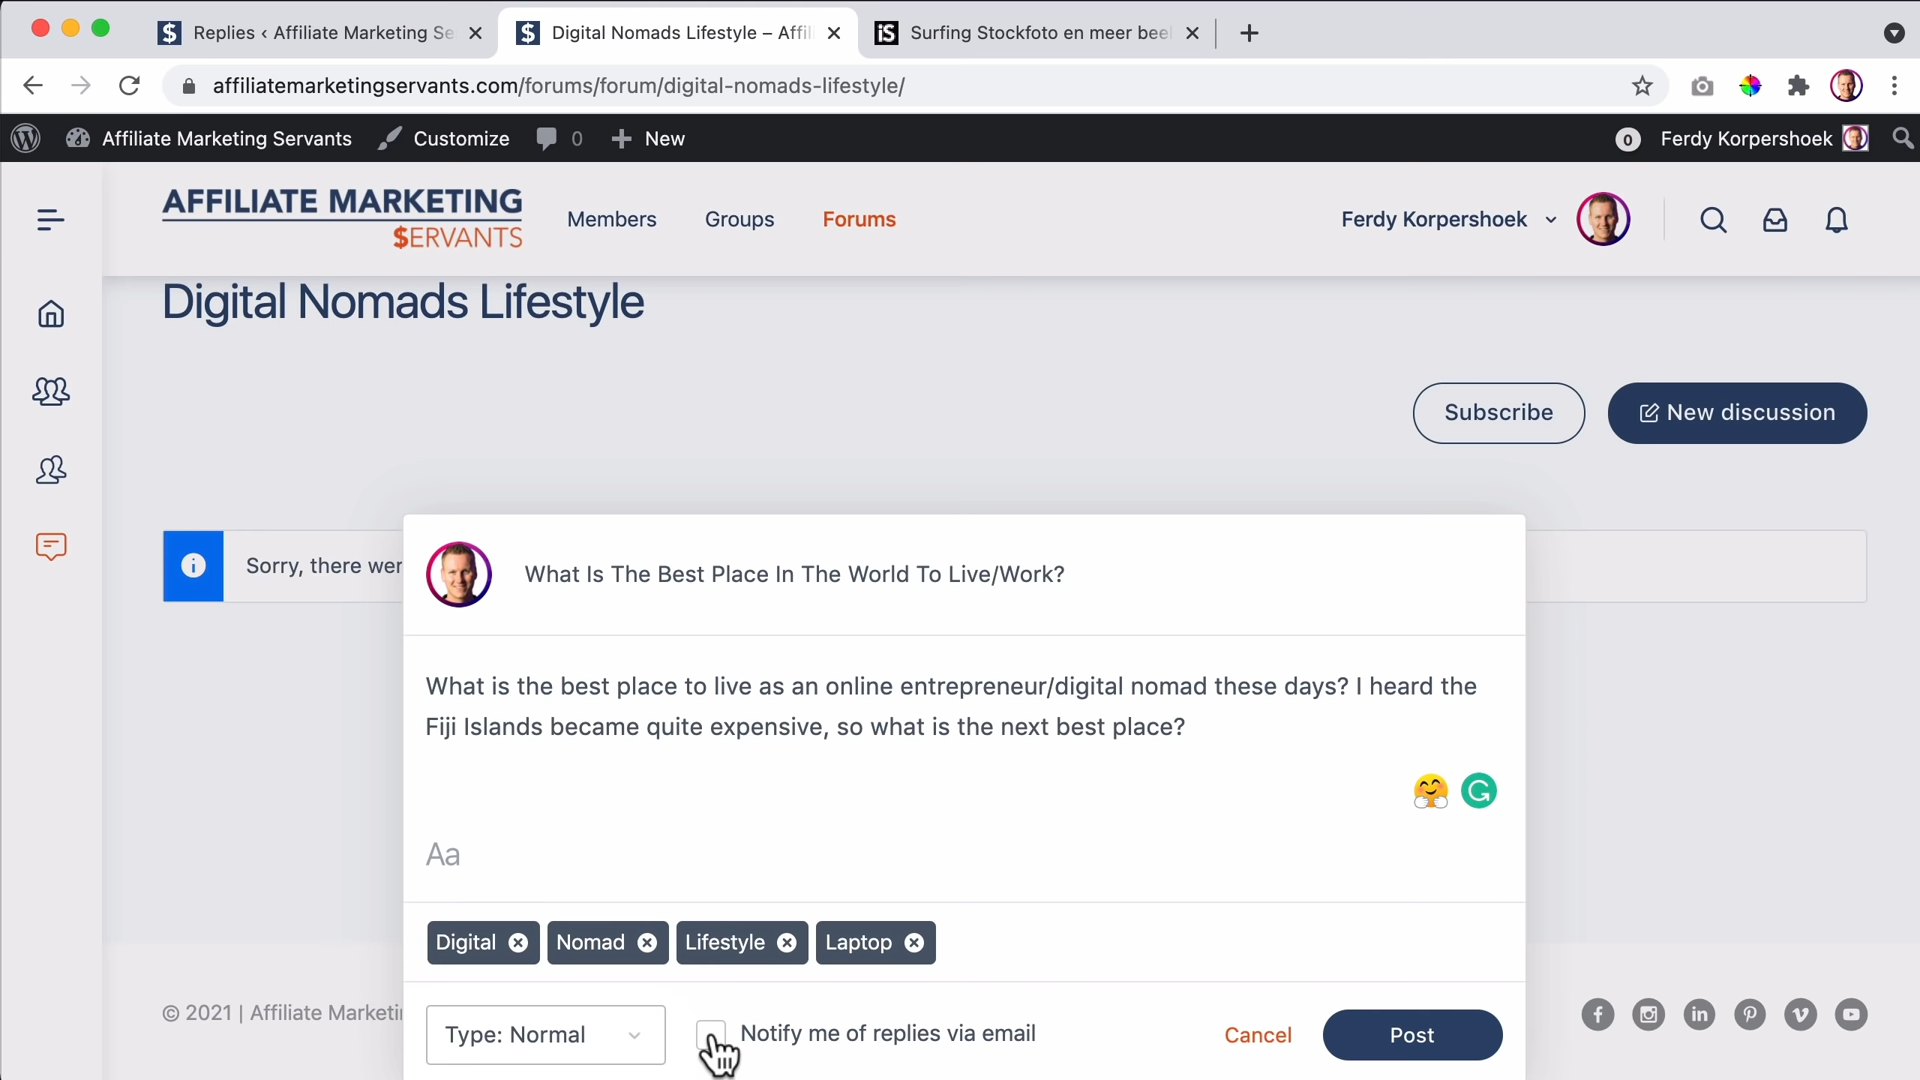 Replies ‹ Affiliate Marketing Se
Digital Nomads Lifestyle – Affil
iS
Surfing Stockfoto en meer beel
affiliatemarketingservants.com/forums/forum/digital-nomads-lifestyle/
Affiliate Marketing Servants
Customize
0
New
0
Ferdy Korpershoek
AFFILIATE MARKETING
$ERVANTS
Members
Groups
Forums
Ferdy Korpershoek
Digital Nomads Lifestyle
Subscribe
New discussion
Sorry, there wer
What Is The Best Place In The World To Live/Work?
What is the best place to live as an online entrepreneur/digital nomad these days? I heard the
Fiji Islands became quite expensive, so what is the next best place?
Aa
Digital
Nomad
Lifestyle
Laptop
© 2021 | Affiliate Marketi
Type: Normal
Notify me of replies via email
Cancel
Post